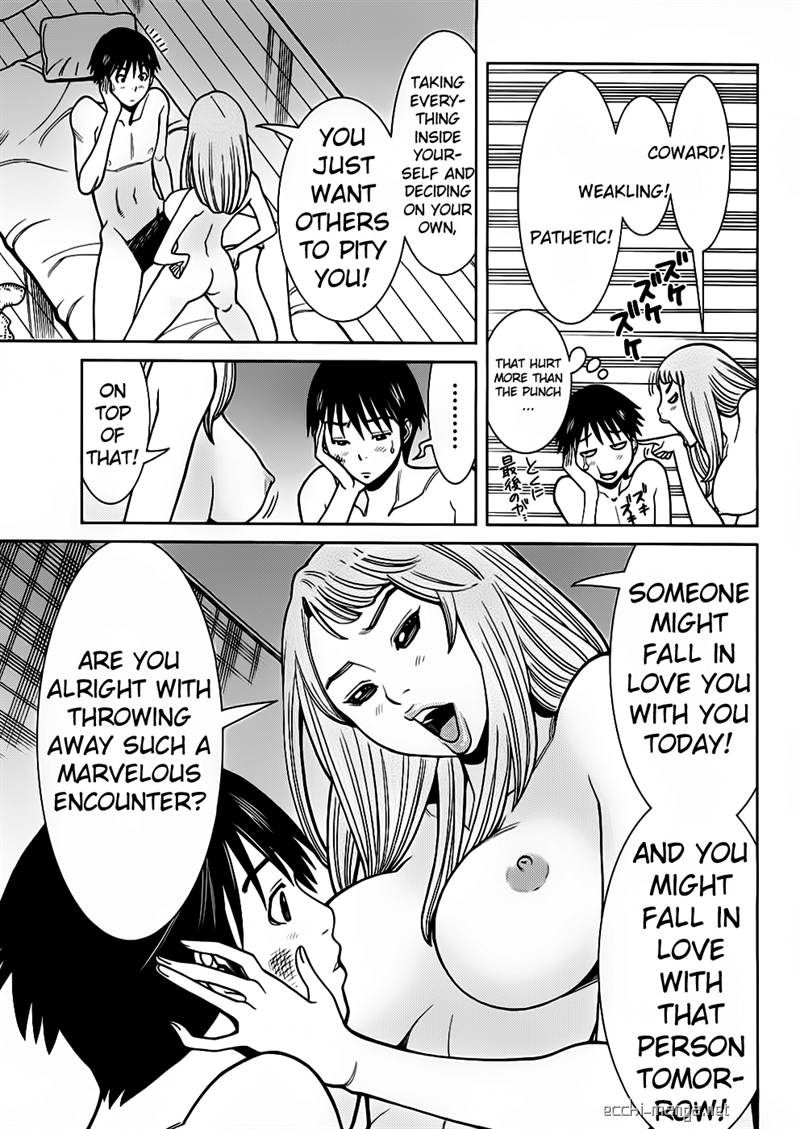 COWARD!
WEAKLING!
PATHETIC!
ズケ
ズケ
ズケ
THAT HURT
MORE THAN
THE PUNCH
...
とくに
最後のが…
ズキ
ズキ
TAKING
EVERY-
THING
INSIDE
YOUR-
SELF AND
DECIDING
ON YOUR
OWN,
YOU
JUST
WANT
OTHERS
TO PITY
YOU!
.........
ON
TOP
OF
THAT!
SOMEONE
MIGHT
FALL IN
LOVE YOU
WITH YOU
TODAY!
AND YOU
MIGHT
FALL IN
LOVE
WITH
THAT
PERSON
TOMOR-
ROW!
ARE YOU
ALRIGHT WITH
THROWING
AWAY SUCH A
MARVELOUS
ENCOUNTER?
ecchi-manga.net